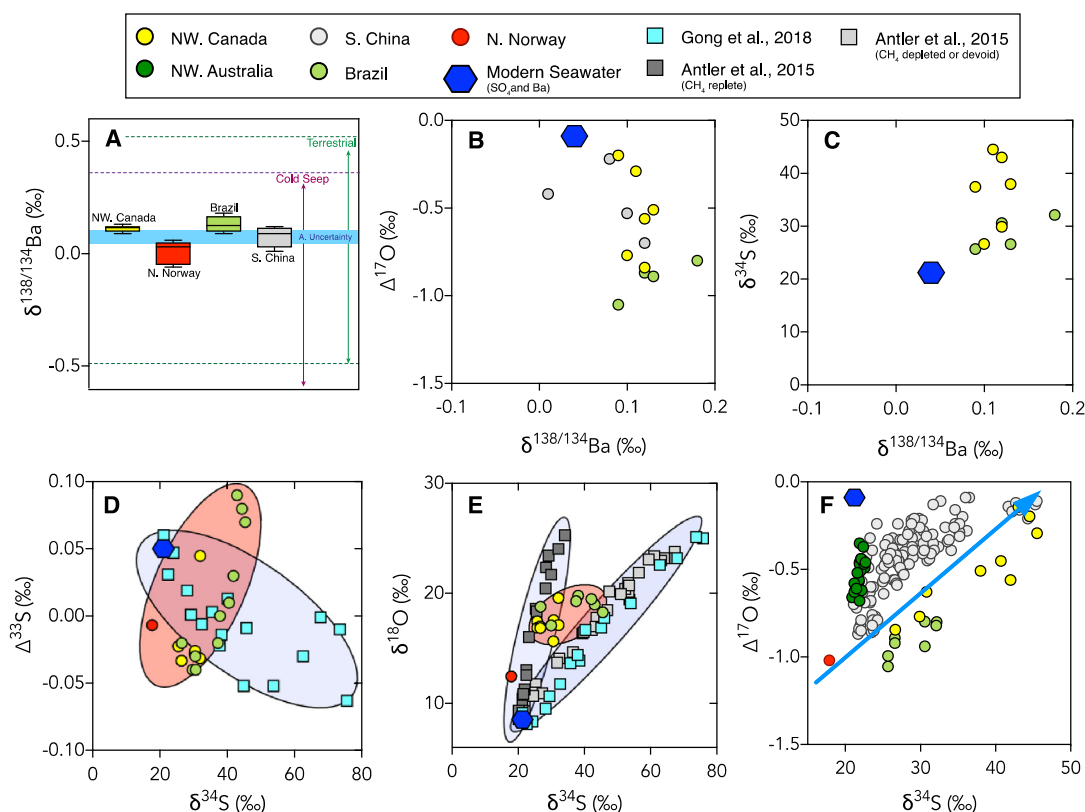 NW. Canada
S. China
N. Norway
Gong et al., 2018
Antler et al., 2015
(CH4 depleted or devoid)
NW. Australia
Brazil
Modern Seawater
(SO4and Ba)
Antler et al., 2015
(CH4 replete)
A
0.5
0.0
-0.5
δ138/134Ba (‰)
Terrestrial
Cold Seep
NW. Canada
Brazil
A. Uncertainty
N. Norway
S. China
B
0.0
-0.5
-1.0
-1.5
Δ17O (‰)
-0.1
0.0
0.1
0.2
δ138/134Ba (‰)
C
50
40
30
20
10
0
δ34S (‰)
-0.1
0.0
0.1
0.2
δ138/134Ba (‰)
D
0.10
0.05
0.00
-0.05
-0.10
Δ33S (‰)
0
20
40
60
80
δ34S (‰)
E
30
20
10
δ18O (‰)
0
20
40
60
80
δ34S (‰)
F
0.0
-0.5
-1.0
-1.5
Δ17O (‰)
20
30
40
50
δ34S (‰)